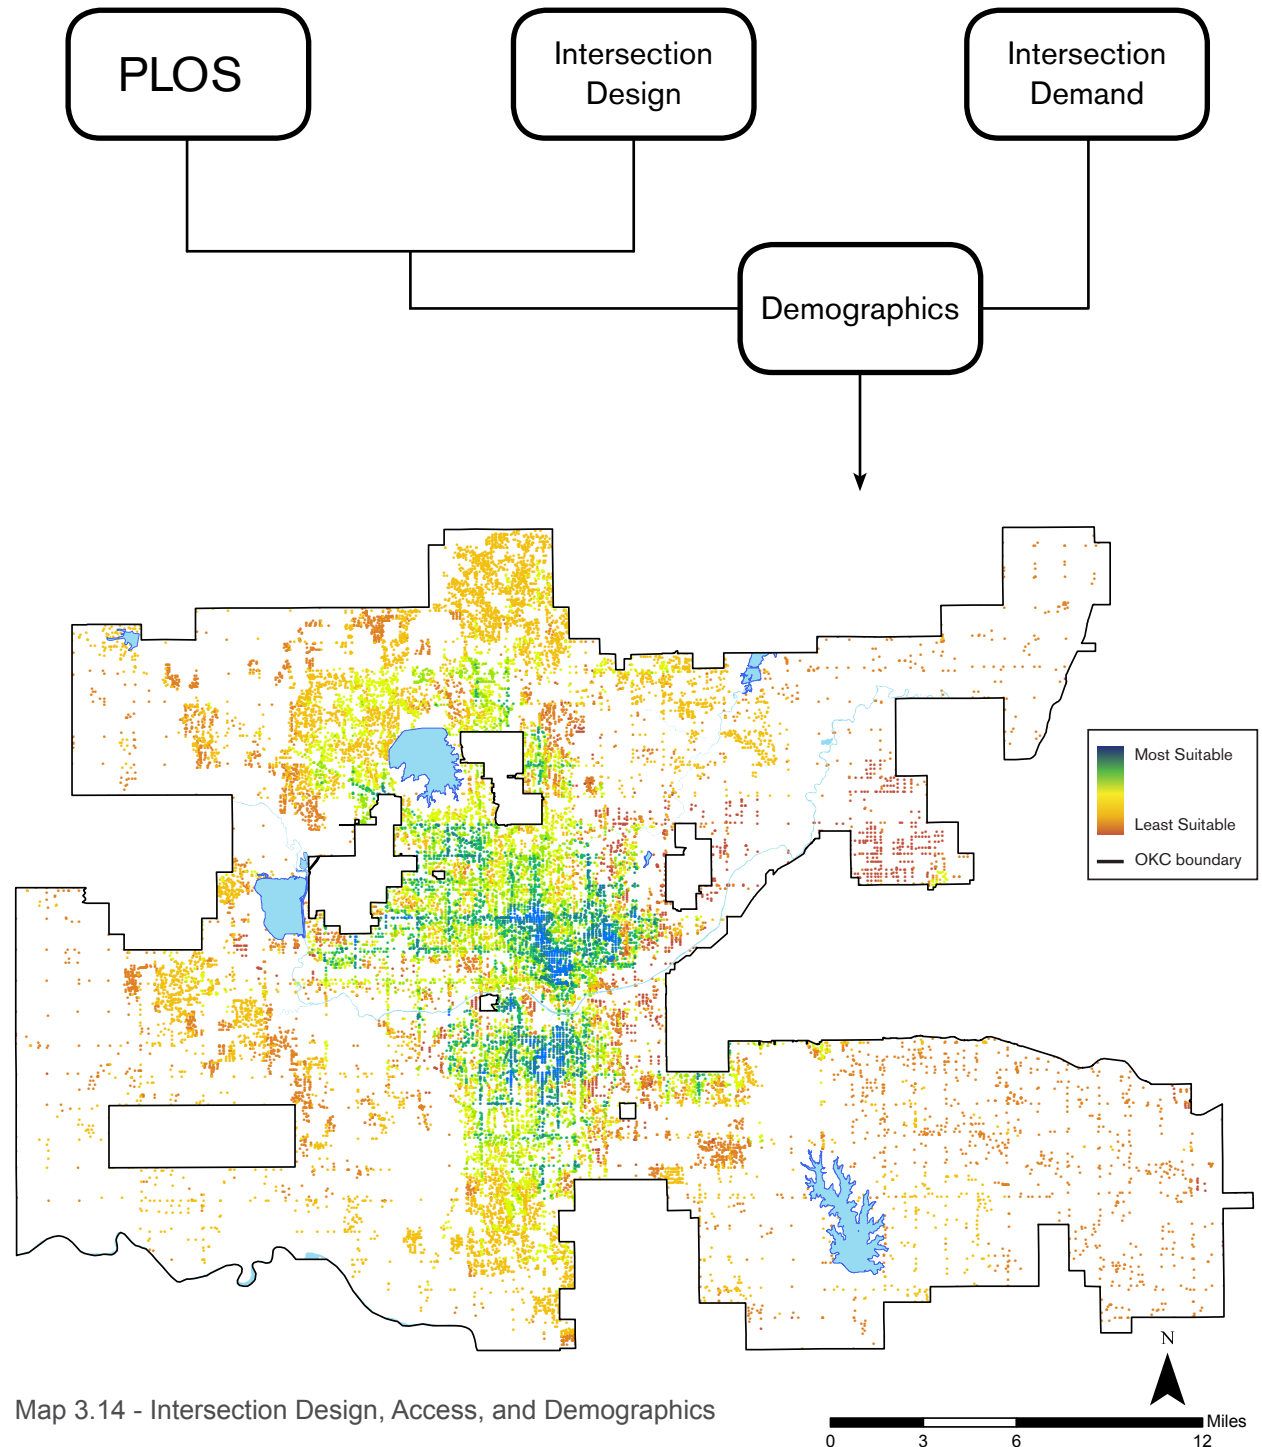 PLOS
Intersection
Design
Intersection
Demand
Demographics
Most Suitable
Least Suitable
OKC boundary
N
Map 3.14 - Intersection Design, Access, and Demographics
Miles
0 3 6 12